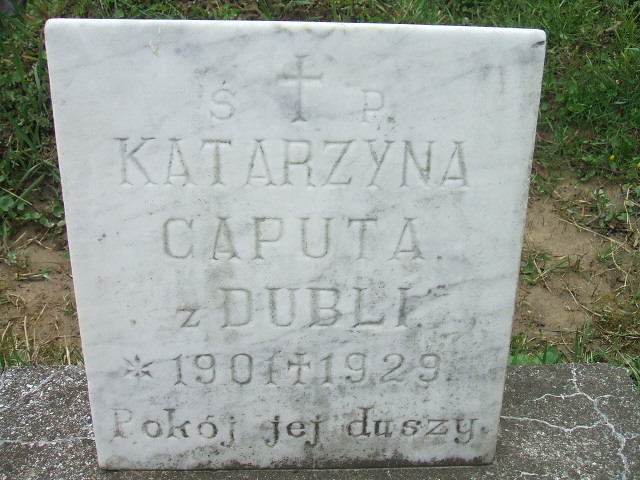 Ś † P.
KATARZYNA
CAPUTA
z DUBLI
* 1901 † 1929
Pokój jej duszy.